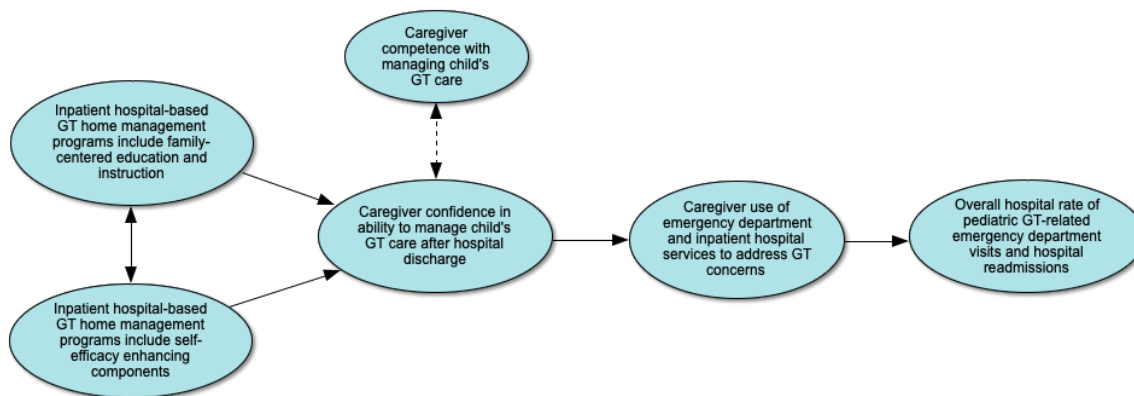 Caregiver
competence with
managing child's
GT care
Inpatient hospital-based
GT home management
programs include family-
centered education and
instruction
Caregiver confidence in
ability to manage child's
GT care after hospital
discharge
Caregiver use of
emergency department
and inpatient hospital
services to address GT
concerns
Overall hospital rate of
pediatric GT-related
emergency department
visits and hospital
readmissions
Inpatient hospital-based
GT home management
programs include self-
efficacy enhancing
components